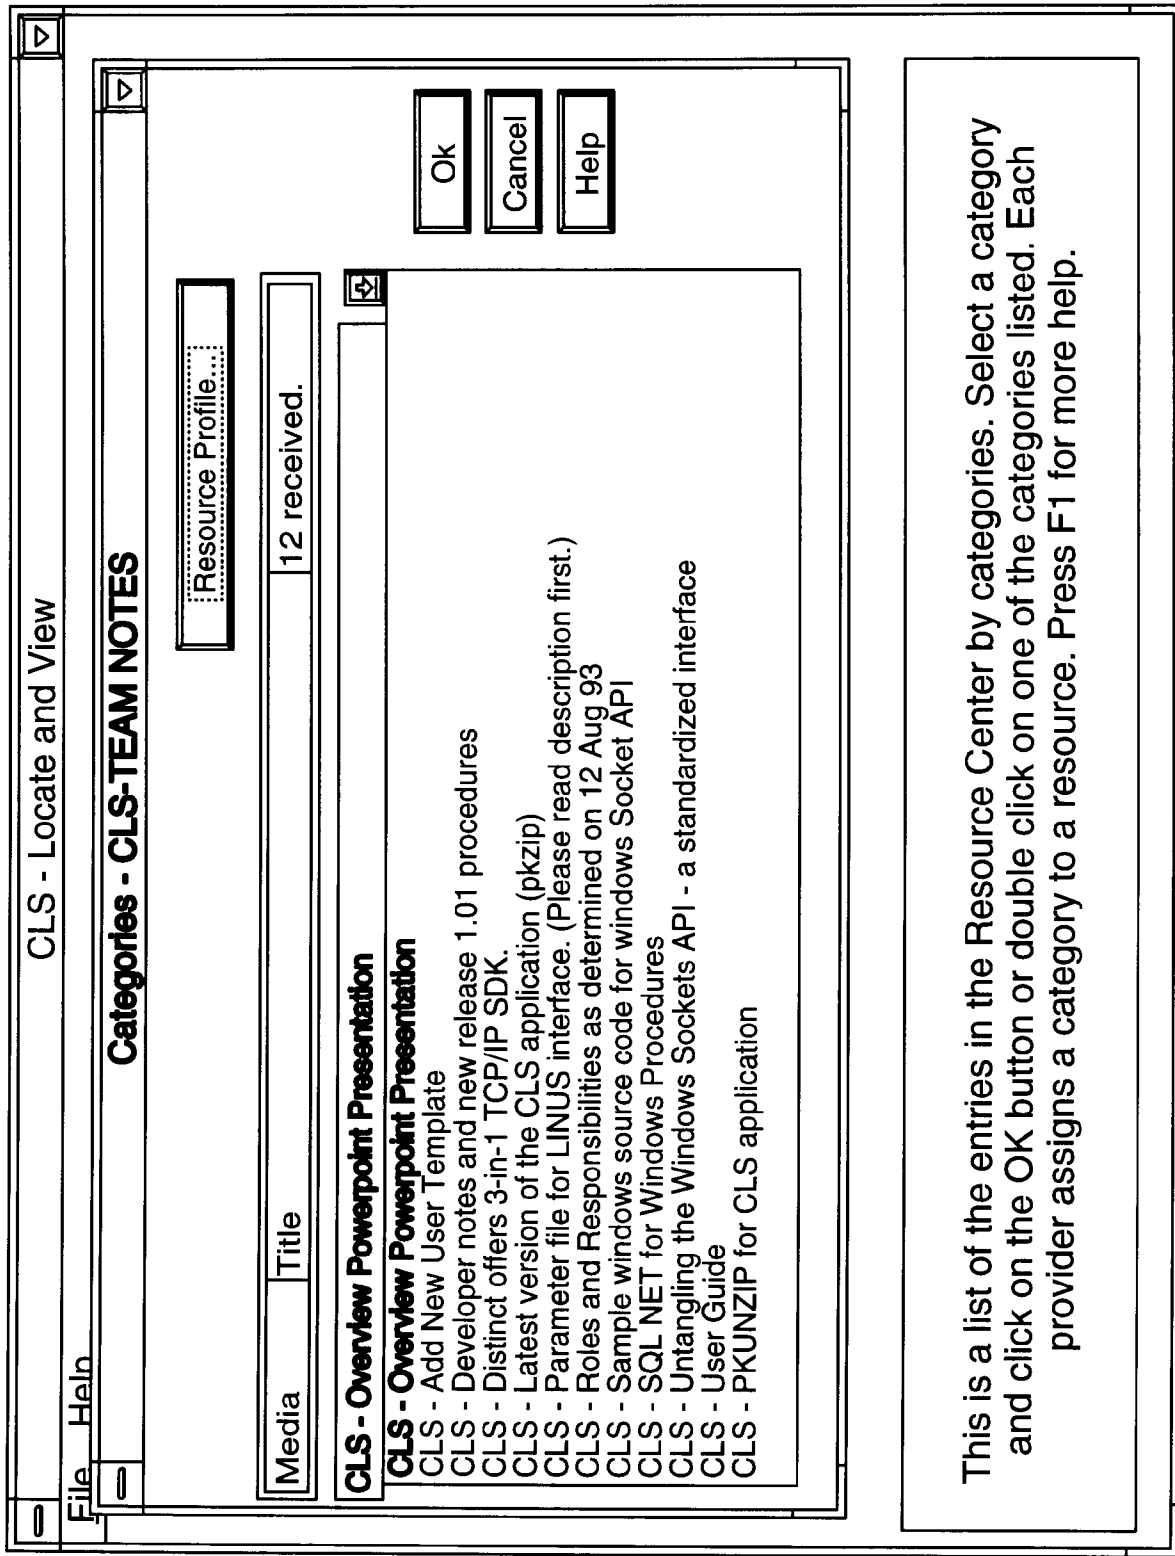 CLS - Locate and View
File Help
Categories - CLS-TEAM NOTES
Resource Profile...
Media Title 12 received.
CLS - Overview Powerpoint Presentation
CLS - Overview Powerpoint Presentation
CLS - Add New User Template
CLS - Developer notes and new release 1.01 procedures
CLS - Distinct offers 3-in-1 TCP/IP SDK.
CLS - Latest version of the CLS application (pkzip)
CLS - Parameter file for LINUS interface. (Please read description first.)
CLS - Roles and Responsibilities as determined on 12 Aug 93
CLS - Sample windows source code for windows Socket API
CLS - SQL NET for Windows Procedures
CLS - Untangling the Windows Sockets API - a standardized interface
CLS - User Guide
CLS - PKUNZIP for CLS application
Ok
Cancel
Help
This is a list of the entries in the Resource Center by categories. Select a category
and click on the OK button or double click on one of the categories listed. Each
provider assigns a category to a resource. Press F1 for more help.